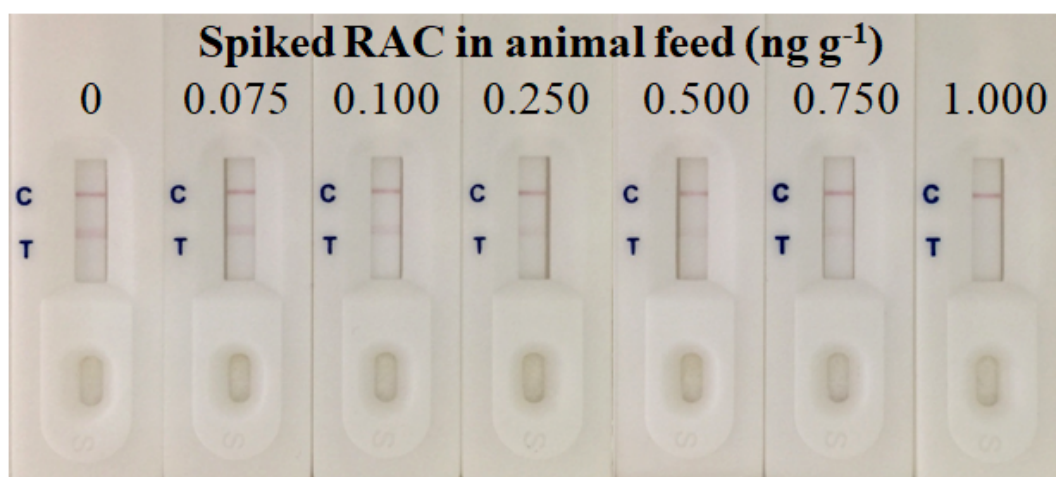 Spiked RAC in animal feed (ng g⁻¹)
0 0.075 0.100 0.250 0.500 0.750 1.000
C C C C C C C
T T T T T T T
S S S S S S S